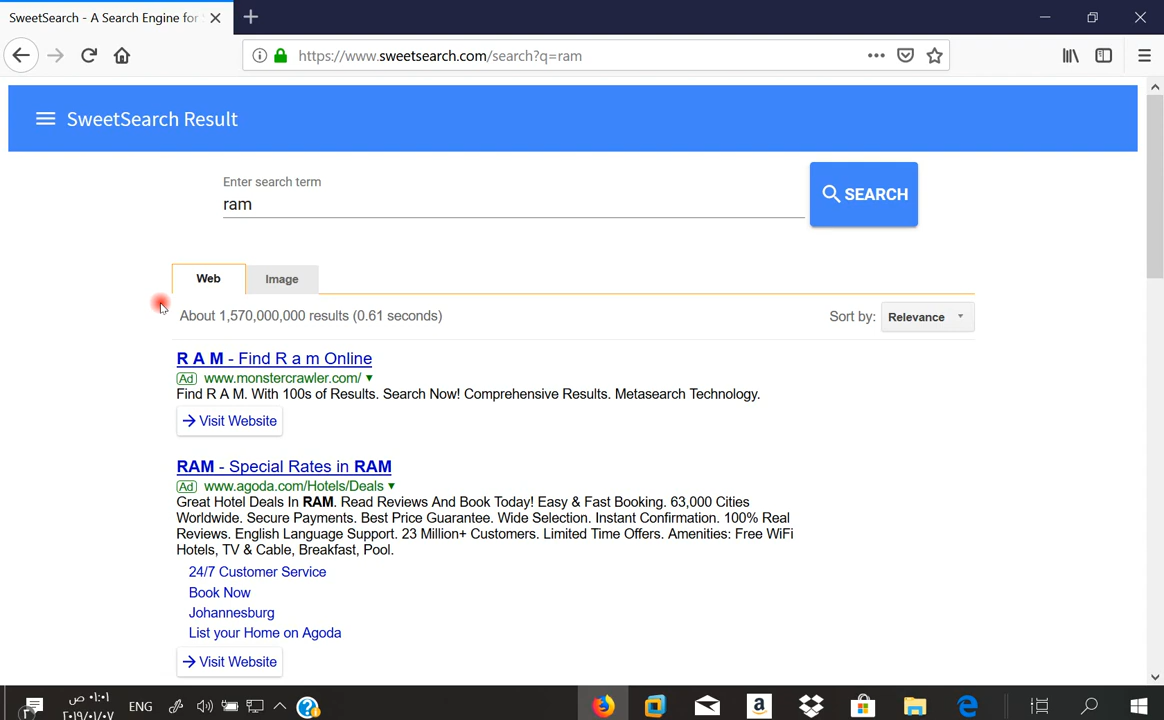 SweetSearch - A Search Engine for S
https://www.sweetsearch.com/search?q=ram
SweetSearch Result
Enter search term
ram
SEARCH
Web
Image
About 1,570,000,000 results (0.61 seconds)
Sort by:
Relevance
R A M - Find R a m Online
Ad www.monstercrawler.com/
Find R A M. With 100s of Results. Search Now! Comprehensive Results. Metasearch Technology.
Visit Website
RAM - Special Rates in RAM
Ad www.agoda.com/Hotels/Deals
Great Hotel Deals In RAM. Read Reviews And Book Today! Easy & Fast Booking. 63,000 Cities
Worldwide. Secure Payments. Best Price Guarantee. Wide Selection. Instant Confirmation. 100% Real
Reviews. English Language Support. 23 Million+ Customers. Limited Time Offers. Amenities: Free WiFi
Hotels, TV & Cable, Breakfast, Pool.
24/7 Customer Service
Book Now
Johannesburg
List your Home on Agoda
Visit Website
٠١:٠١ ص
٢٠١٩/٠١/٠٧
ENG